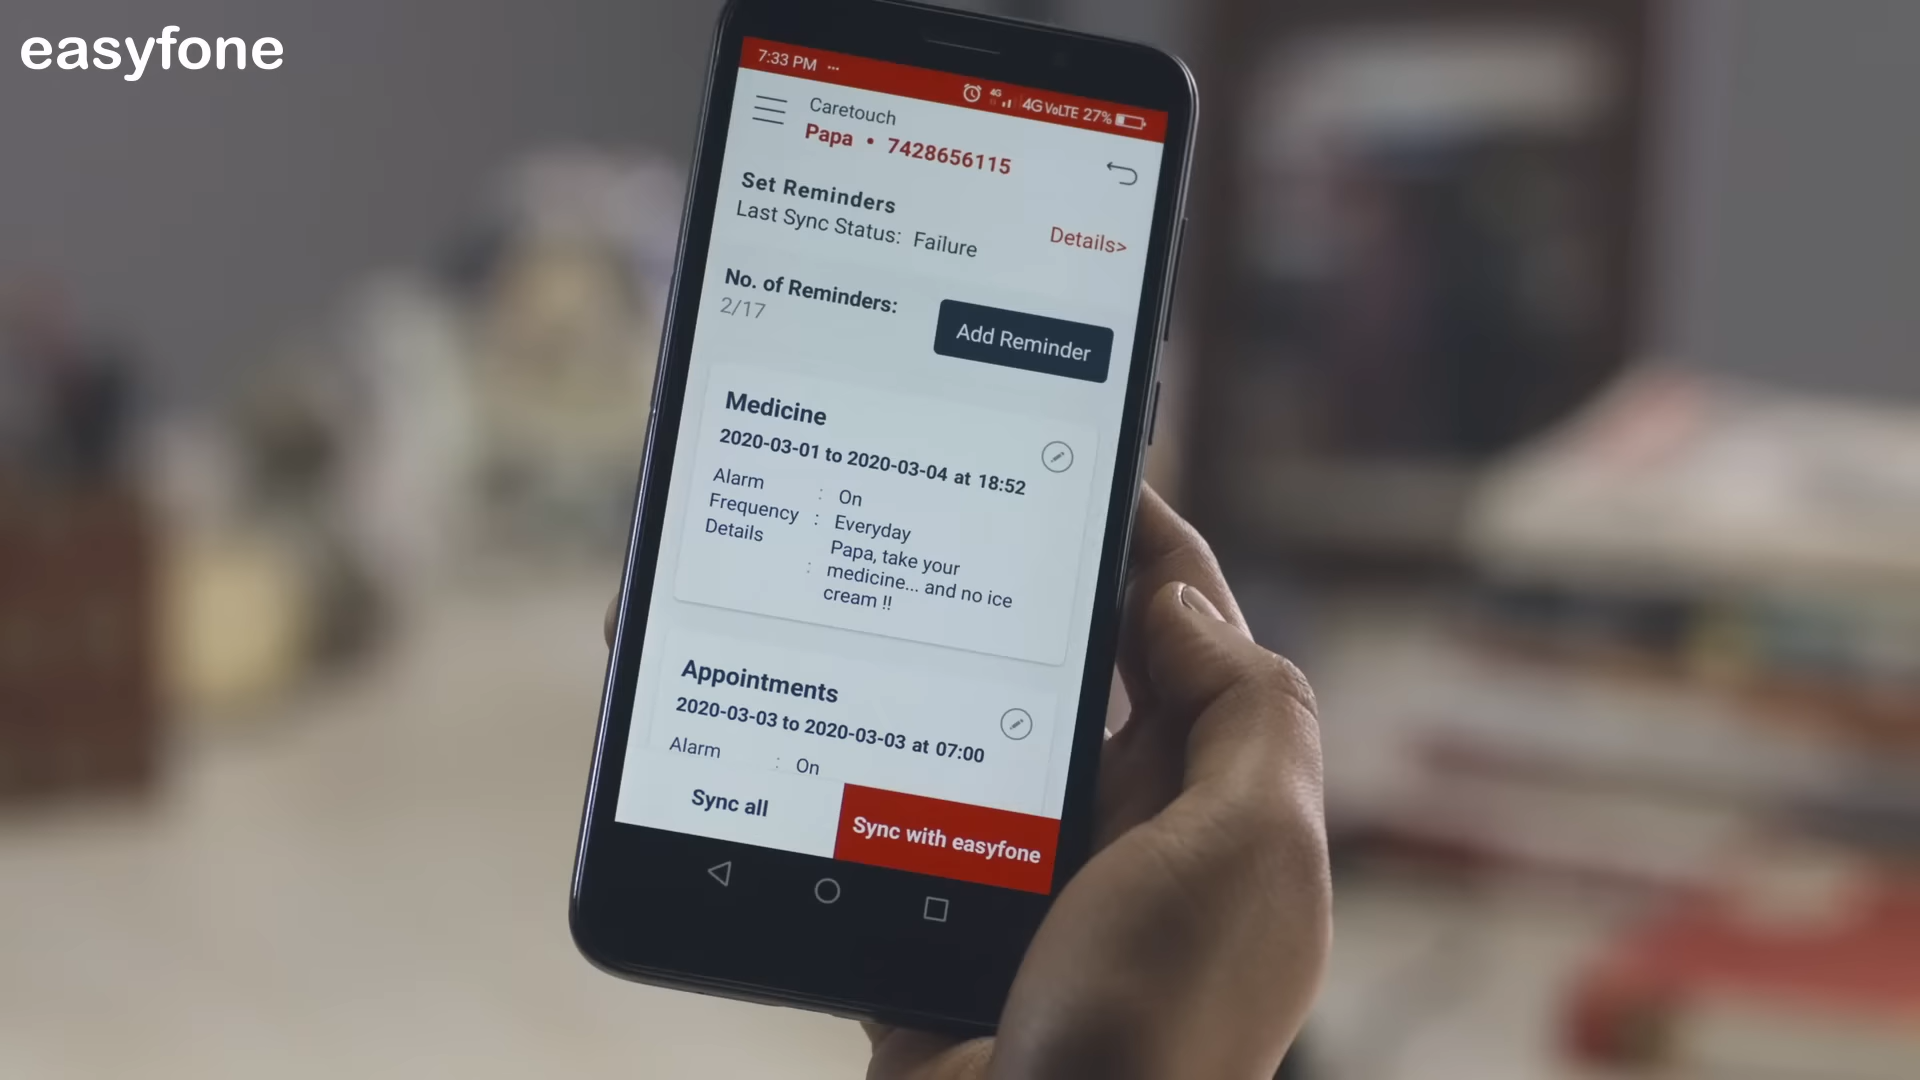 easyfone
7:33 PM ...
4G 4G VoLTE 27%
Caretouch
Papa • 7428656115
Set Reminders
Last Sync Status: Failure
Details>
No. of Reminders:
2/17
Add Reminder
Medicine
2020-03-01 to 2020-03-04 at 18:52
Alarm : On
Frequency : Everyday
Details : Papa, take your
medicine... and no ice
cream !!
Appointments
2020-03-03 to 2020-03-03 at 07:00
Alarm : On
Sync all
Sync with easyfone